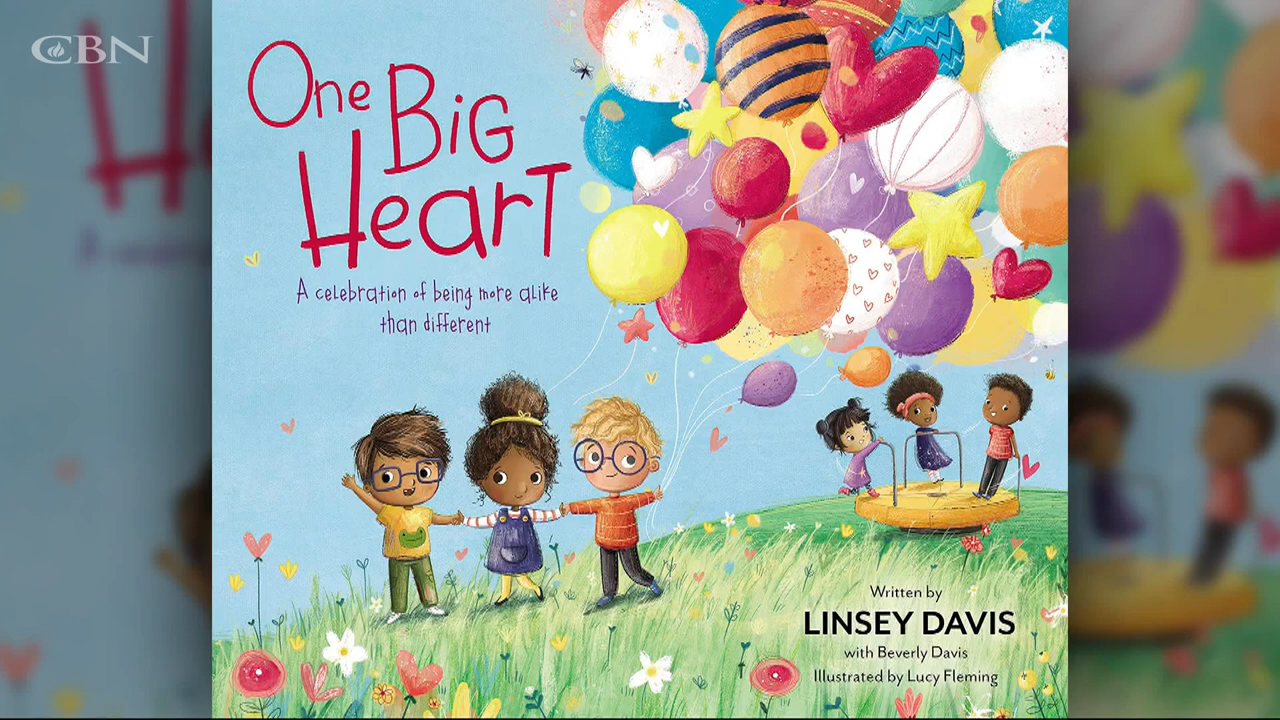 CBN
One BiG
Heart
A celebration of being more alike
than different
Written by
LINSEY DAVIS
with Beverly Davis
Illustrated by Lucy Fleming